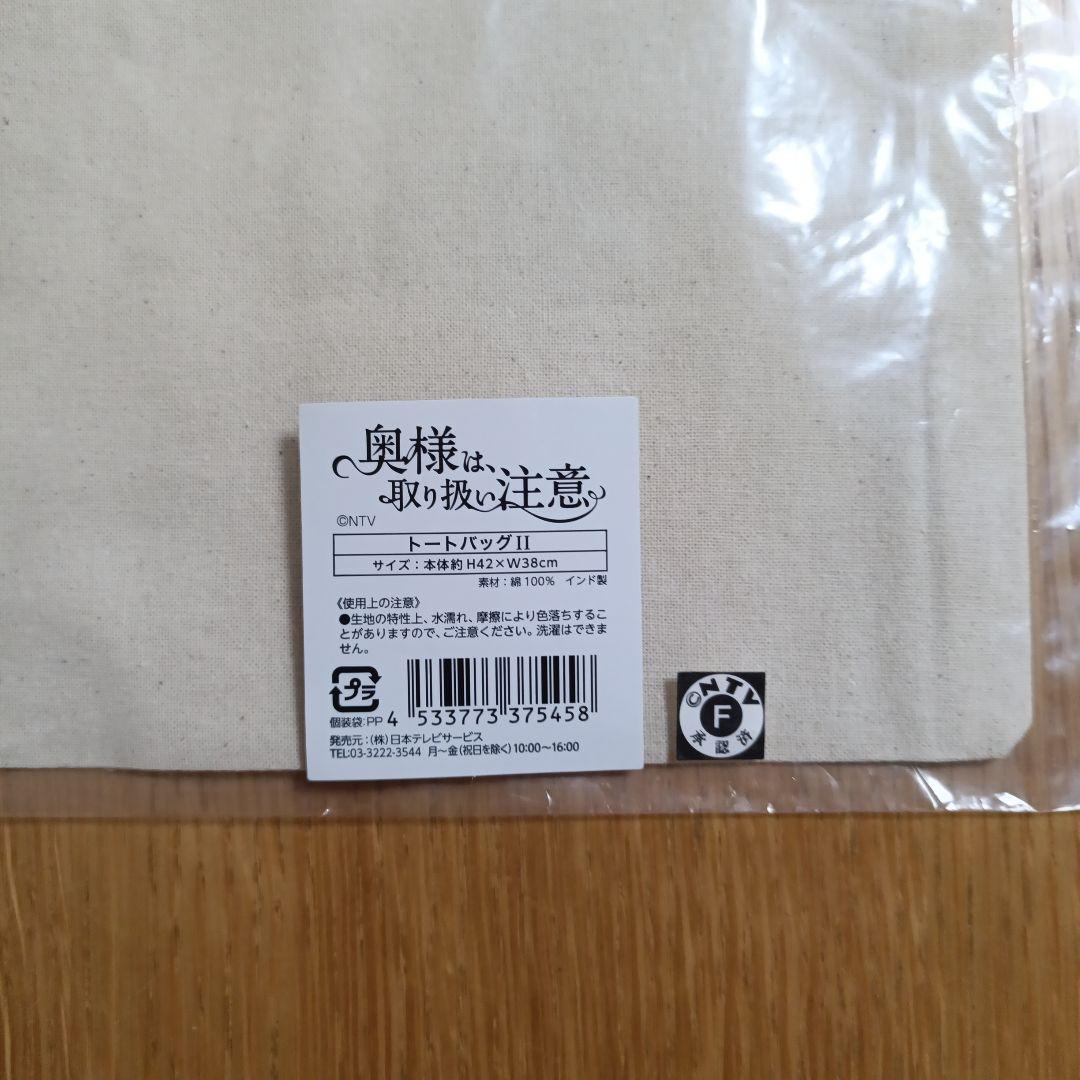 奥様は、
取り扱い注意
©NTV
トートバッグII
サイズ：本体約H42×W38cm
素材：綿100% インド製
《使用上の注意》
●生地の特性上、水濡れ、摩擦により色落ちするこ
とがありますので、ご注意ください。洗濯はできま
せん。
プラ
個装袋：PP
4 533773 375458
発売元：(株)日本テレビサービス
TEL:03-3222-3544 月～金(祝日を除く)10:00～16:00
©NTV
F
承認済